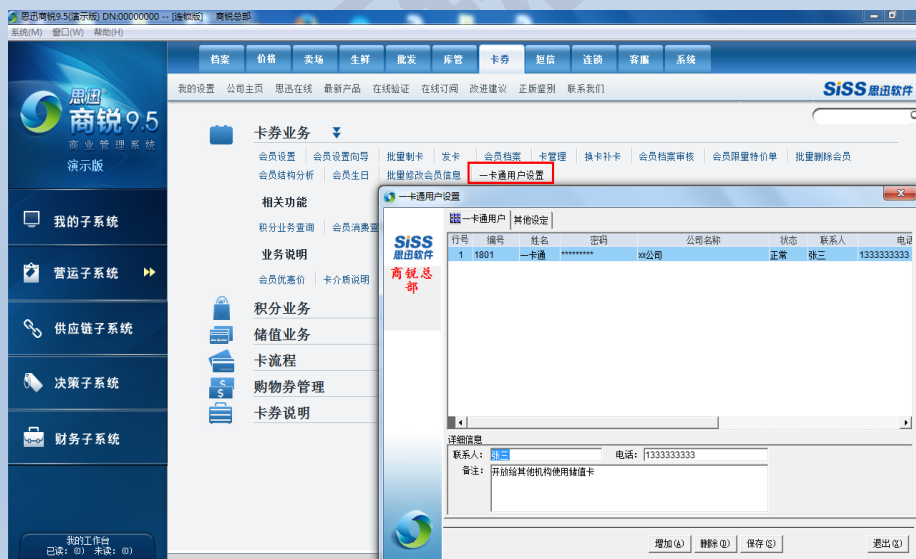 思迅商锐9.5(演示版) DN:00000000 -- [连锁版] 商锐总部
系统(M) 窗口(W) 帮助(H)
档案 价格 卖场 生鲜 批发 库管 卡券 短信 连锁 客服 系统
我的设置 公司主页 思迅在线 最新产品 在线验证 在线订阅 改进建议 正版鉴别 联系我们
SiSS 思迅软件
思迅
商锐9.5
商业管理系统
演示版
我的子系统
营运子系统
供应链子系统
决策子系统
财务子系统
我的工作台
已读: (0) 未读: (0)
卡券业务
会员设置 会员设置向导 批量制卡 发卡 会员档案 卡管理 换卡补卡 会员档案审核 会员限量特价单 批量删除会员
会员结构分析 会员生日 批量修改会员信息 一卡通用户设置
相关功能
积分业务查询 会员消费查
业务说明
会员优惠价 卡介质说明
积分业务
储值业务
卡流程
购物券管理
卡券说明
一卡通用户设置
SiSS
思迅软件
商锐总
部
一卡通用户 其他设定
行号 编号 姓名 密码 公司名称 状态 联系人 电话
1 1801 一卡通 ********* xx公司 正常 张三 1333333333
详细信息
联系人: 张三 电话: 1333333333
备注: 开放给其他机构使用储值卡
增加(A) 删除(D) 保存(S) 退出(X)